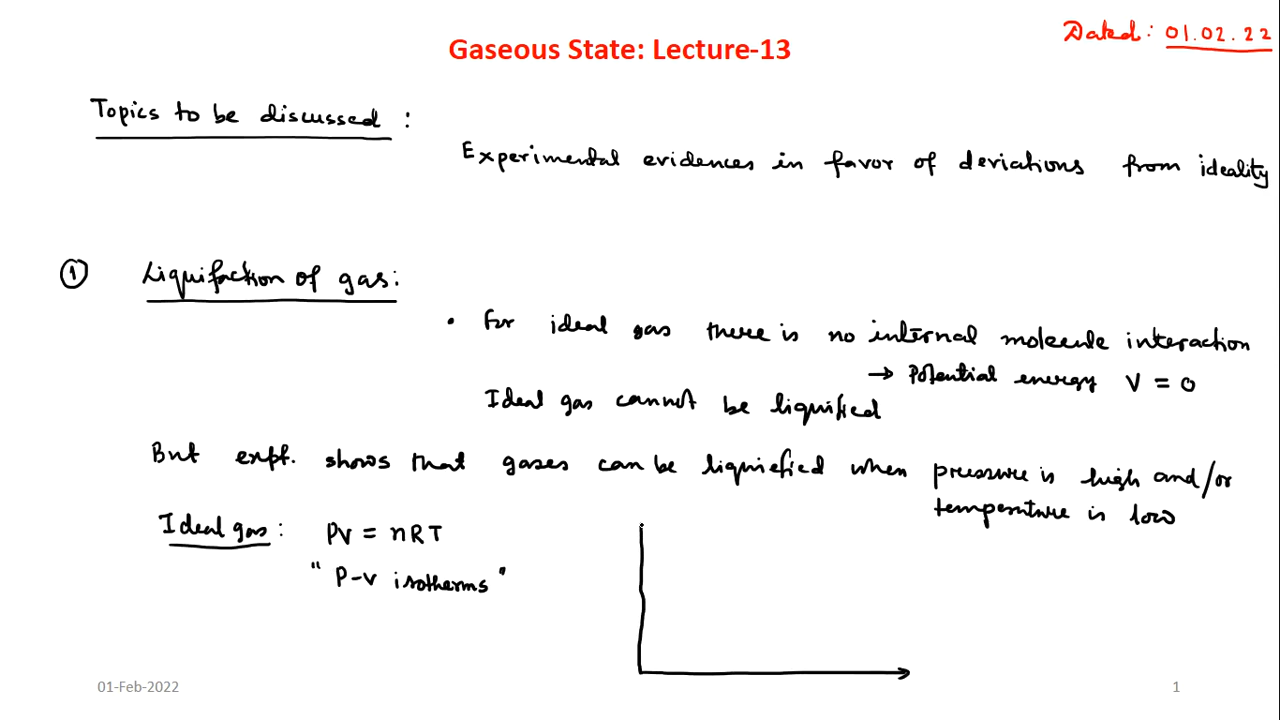 Dated: 01.02.22
Gaseous State: Lecture-13
Topics to be discussed :
Experimental evidences in favor of deviations from ideality
① Liquifaction of gas:
• For ideal gas there is no internal molecule interaction
→ Potential energy V = 0
Ideal gas cannot be liquified
But expt. shows that gases can be liquiefied when pressure is high and/or
temperature is low
Ideal gas: PV = nRT
" P-V isotherms "
01-Feb-2022
1